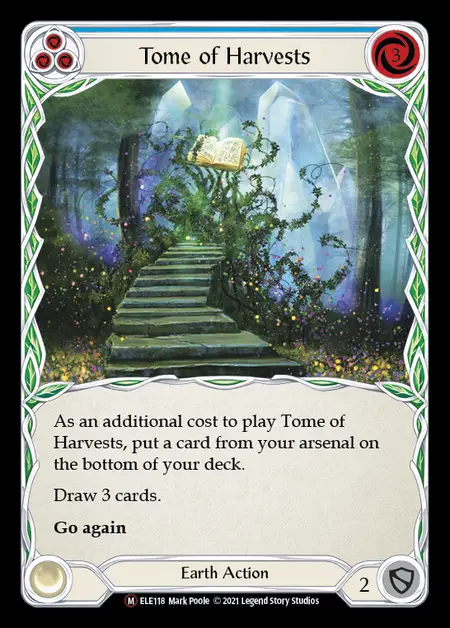 Tome of Harvests
3
As an additional cost to play Tome of
Harvests, put a card from your arsenal on
the bottom of your deck.
Draw 3 cards.
Go again
Earth Action
2
M ELE118 Mark Poole © 2021 Legend Story Studios